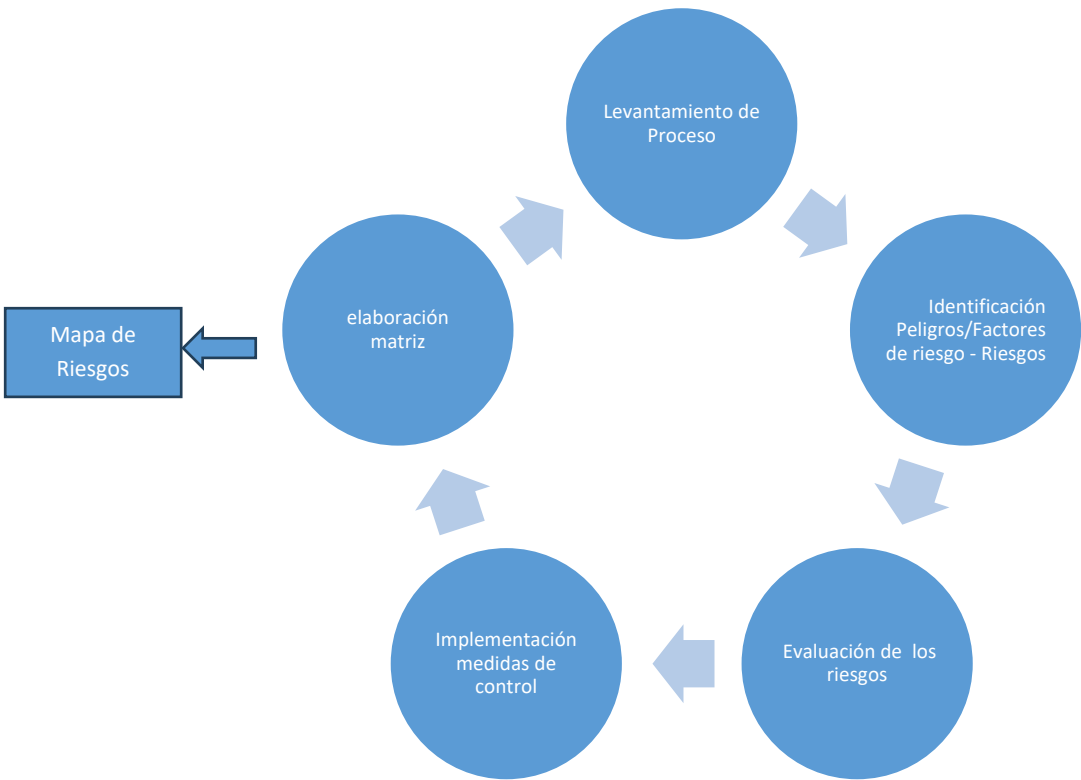 Levantamiento de
Proceso
Identificación
Peligros/Factores
de riesgo - Riesgos
Evaluación de los
riesgos
Implementación
medidas de
control
elaboración
matriz
Mapa de
Riesgos